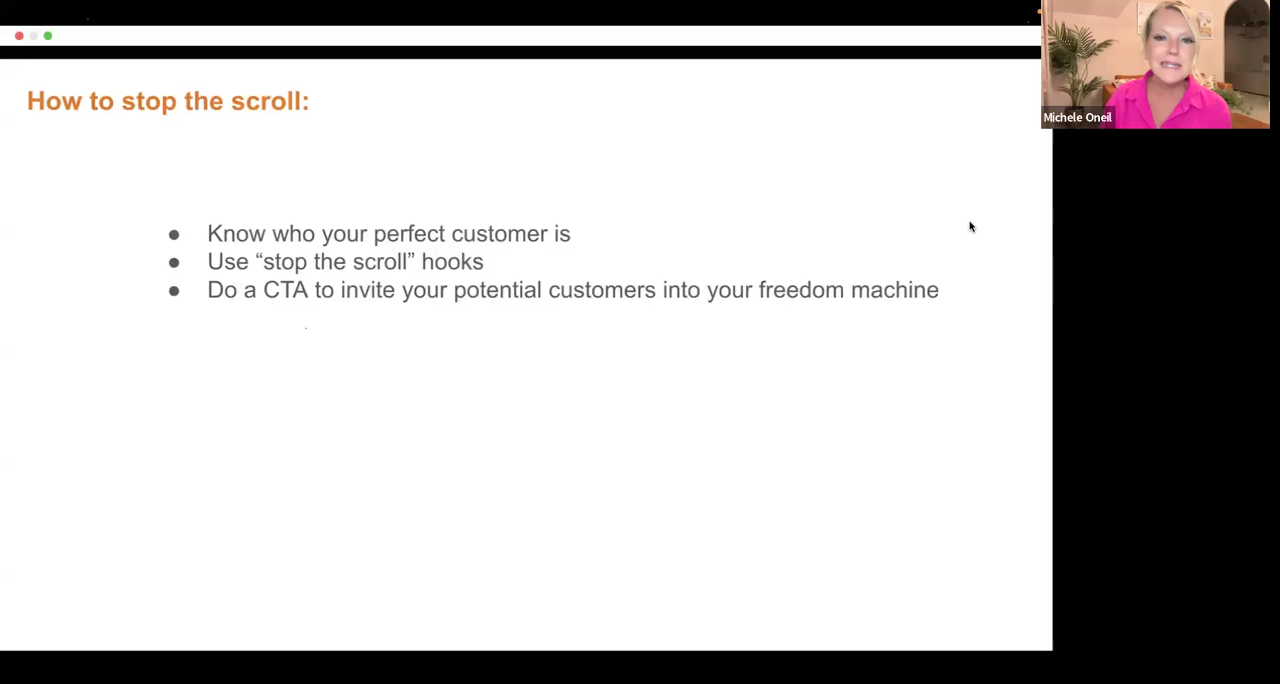 How to stop the scroll:
● Know who your perfect customer is
● Use “stop the scroll” hooks
● Do a CTA to invite your potential customers into your freedom machine
Michele Oneil